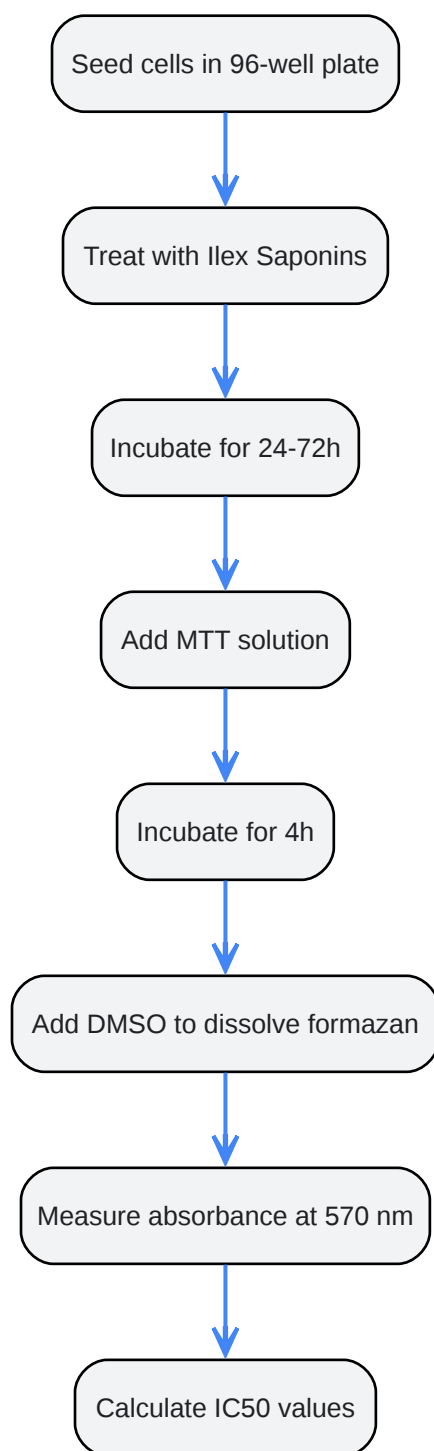 Seed cells in 96-well plate
Treat with Ilex Saponins
Incubate for 24-72h
Add MTT solution
Incubate for 4h
Add DMSO to dissolve formazan
Measure absorbance at 570 nm
Calculate IC50 values